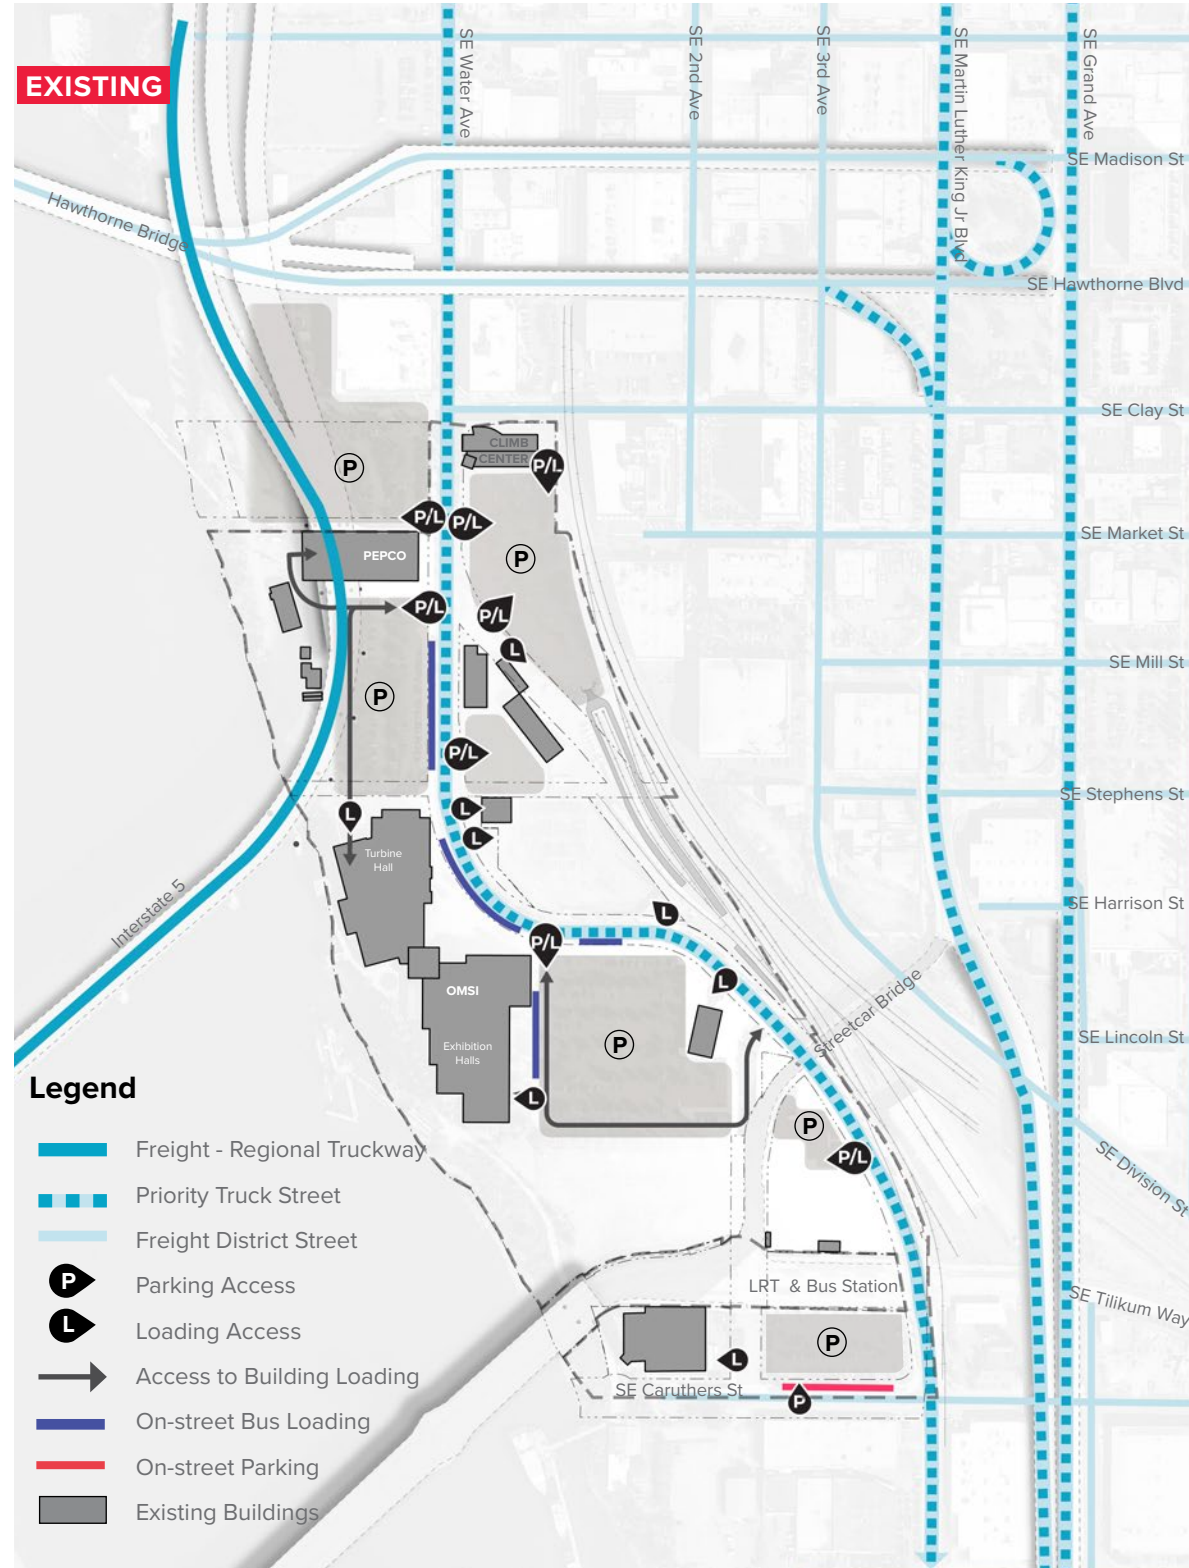 EXISTING
SE Water Ave
SE 2nd Ave
SE 3rd Ave
SE Martin Luther King Jr Blvd
SE Grand Ave
SE Madison St
Hawthorne Bridge
SE Hawthorne Blvd
SE Clay St
CLIMB
CENTER
P/L
P
P/L
P/L
SE Market St
PEPCO
P
P/L
P/L
L
SE Mill St
P
P/L
SE Stephens St
L
L
L
Turbine
Hall
Interstate 5
SE Harrison St
L
P/L
OMSI
L
Streetcar Bridge
Exhibition
Halls
P
SE Lincoln St
L
P
P/L
SE Division St
LRT & Bus Station
SE Tilikum Way
P
L
SE Caruthers St
P
Legend
Freight - Regional Truckway
Priority Truck Street
Freight District Street
P
Parking Access
L
Loading Access
Access to Building Loading
On-street Bus Loading
On-street Parking
Existing Buildings